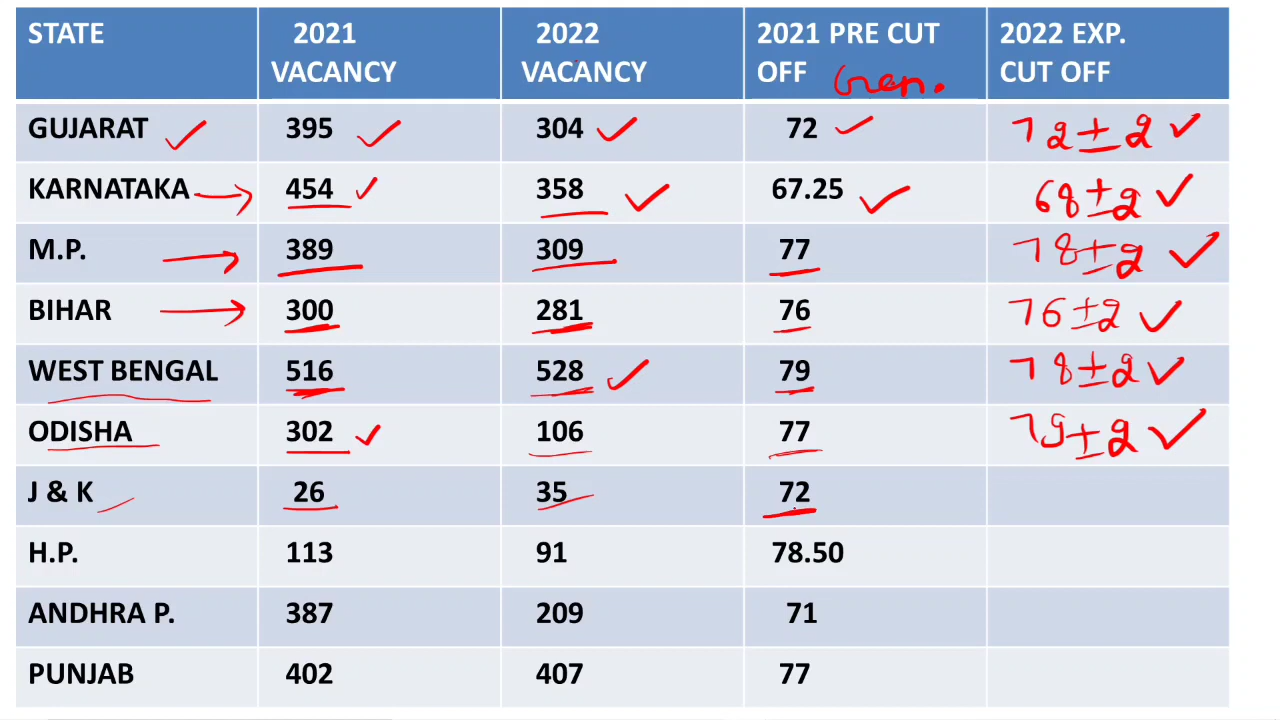 STATE 2021 VACANCY 2022 VACANCY 2021 PRE CUT OFF Gen. 2022 EXP. CUT OFF
GUJARAT 395 304 72 72±2
KARNATAKA 454 358 67.25 68±2
M.P. 389 309 77 78±2
BIHAR 300 281 76 76±2
WEST BENGAL 516 528 79 78±2
ODISHA 302 106 77 79±2
J & K 26 35 72
H.P. 113 91 78.50
ANDHRA P. 387 209 71
PUNJAB 402 407 77